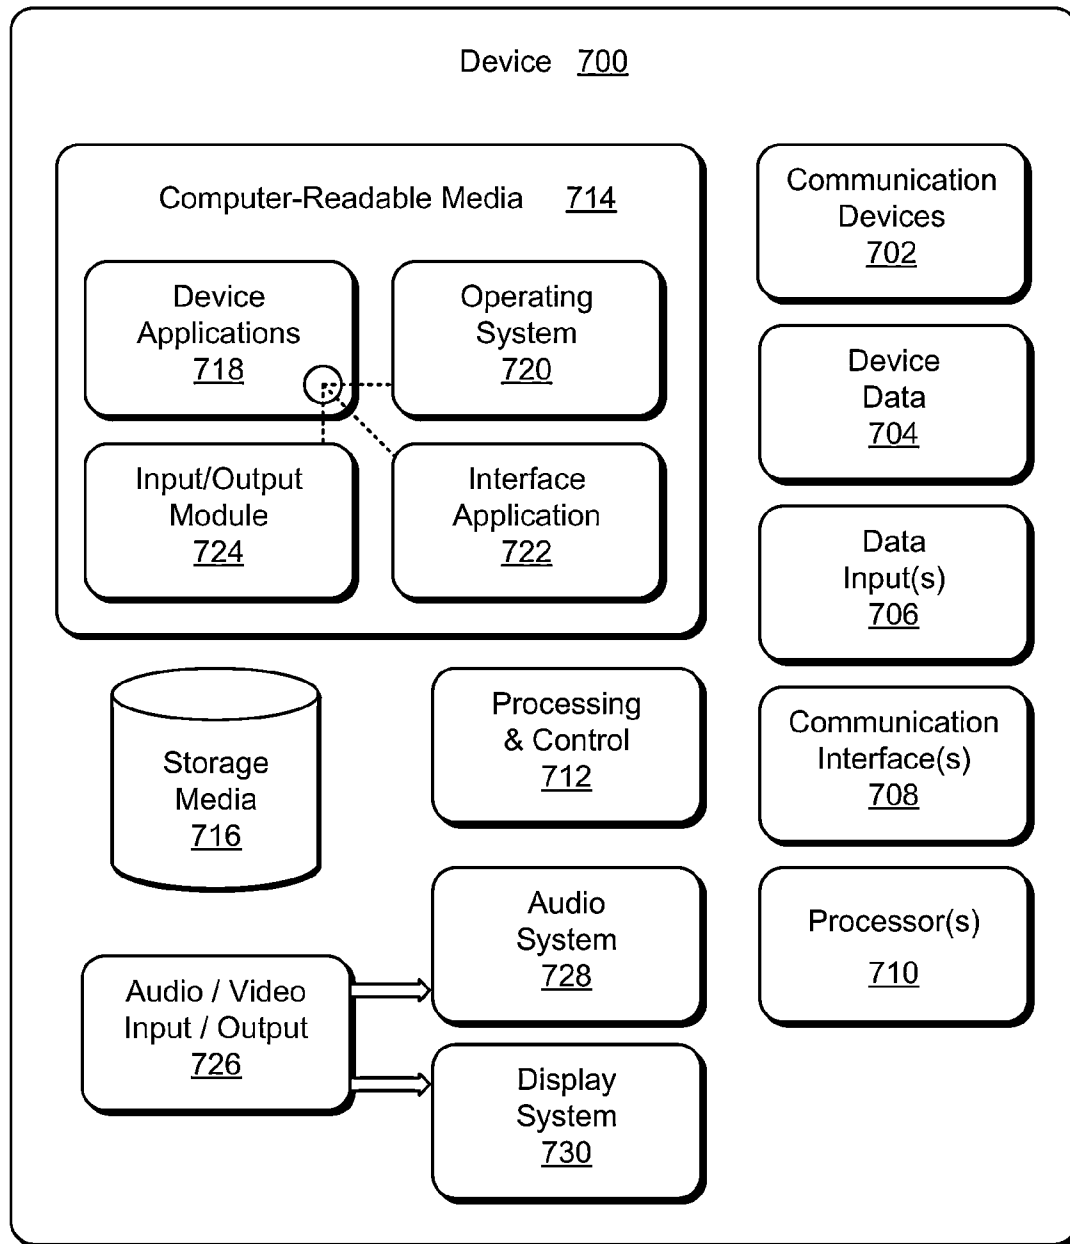 Device 700
Computer-Readable Media 714
Device
Applications
718
Operating
System
720
Input/Output
Module
724
Interface
Application
722
Communication
Devices
702
Device
Data
704
Data
Input(s)
706
Communication
Interface(s)
708
Processor(s)
710
Storage
Media
716
Processing
& Control
712
Audio / Video
Input / Output
726
Audio
System
728
Display
System
730